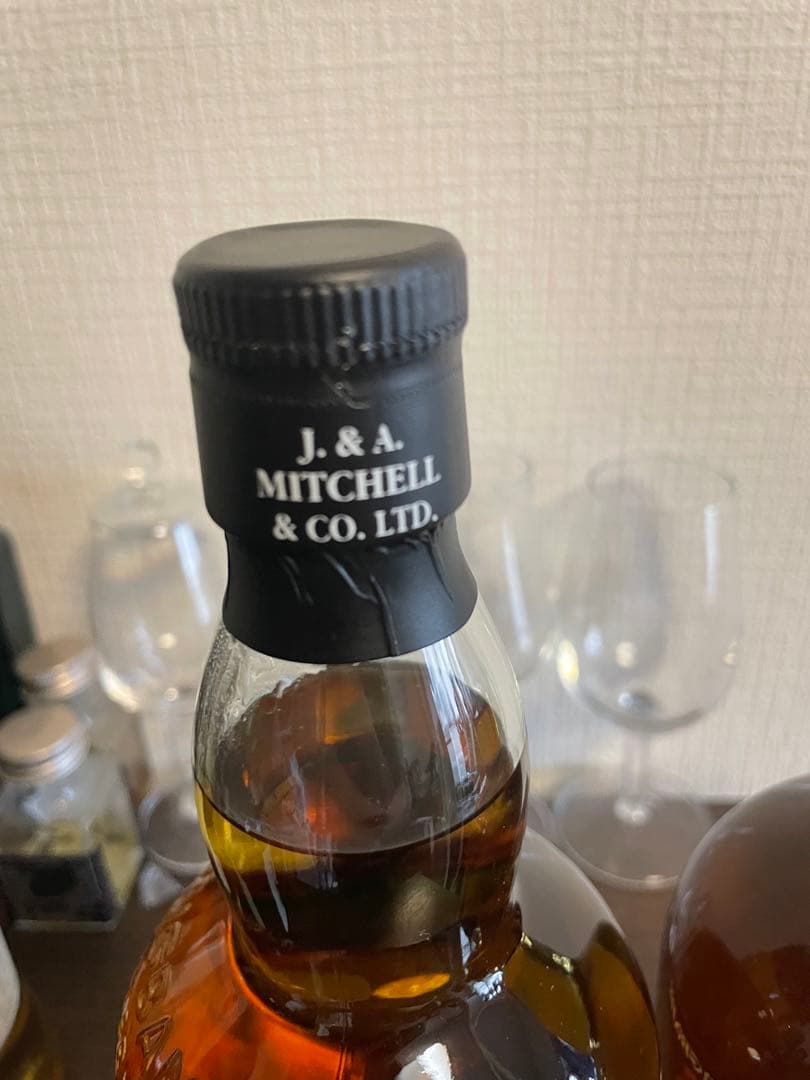 J. & A.
MITCHELL
& CO. LTD.